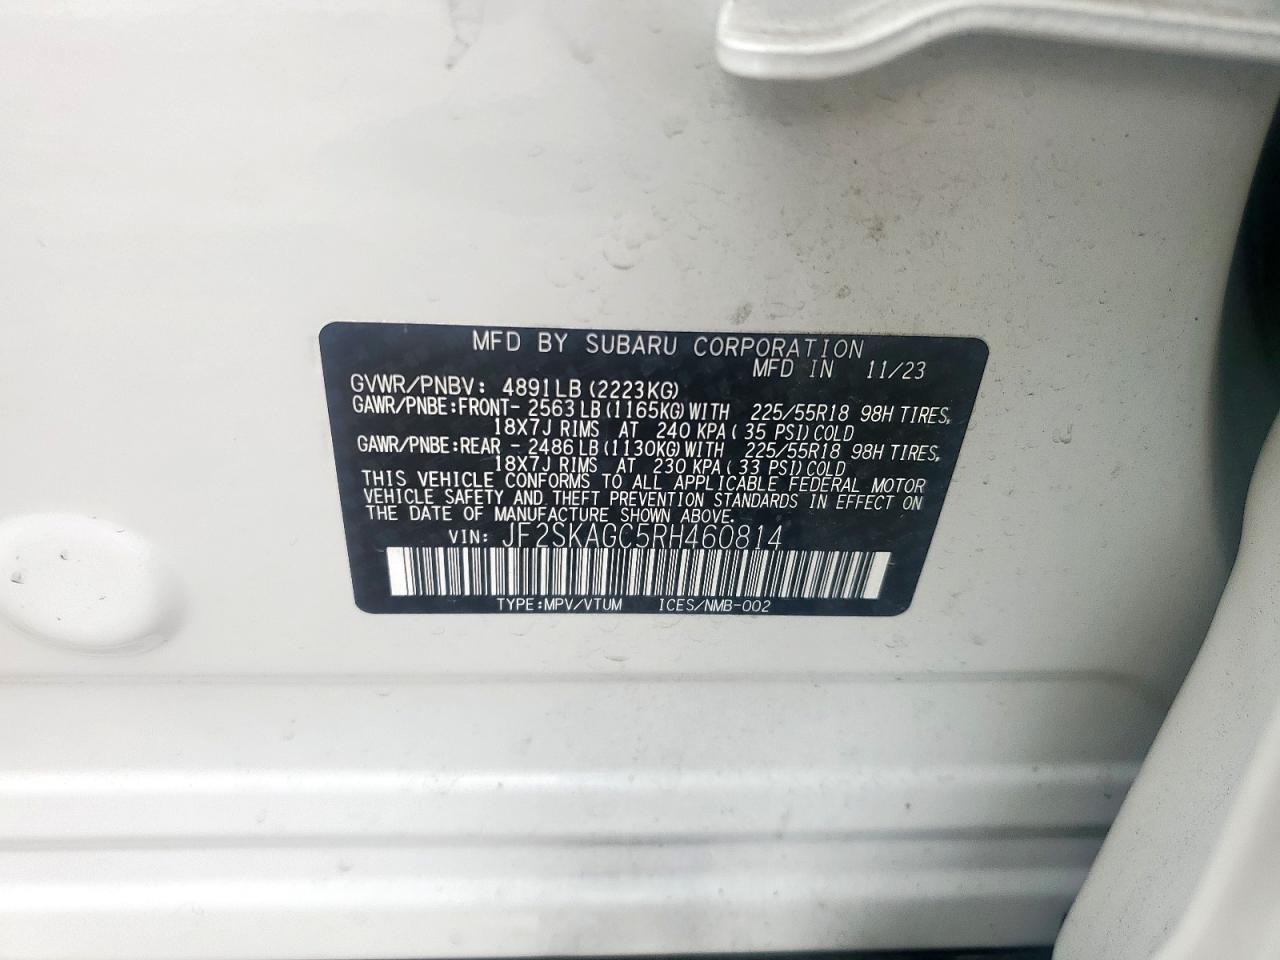 MFD BY SUBARU CORPORATION
MFD IN 11/23
GVWR/PNBV: 4891LB (2223KG)
GAWR/PNBE:FRONT- 2563LB(1165KG)WITH 225/55R18 98H TIRES,
18X7J RIMS AT 240 KPA( 35 PSI)COLD
GAWR/PNBE:REAR - 2486LB(1130KG)WITH 225/55R18 98H TIRES,
18X7J RIMS AT 230 KPA( 33 PSI)COLD
THIS VEHICLE CONFORMS TO ALL APPLICABLE FEDERAL MOTOR
VEHICLE SAFETY AND THEFT PREVENTION STANDARDS IN EFFECT ON
THE DATE OF MANUFACTURE SHOWN ABOVE.
VIN: JF2SKAGC5RH460814
TYPE:MPV/VTUM ICES/NMB-002